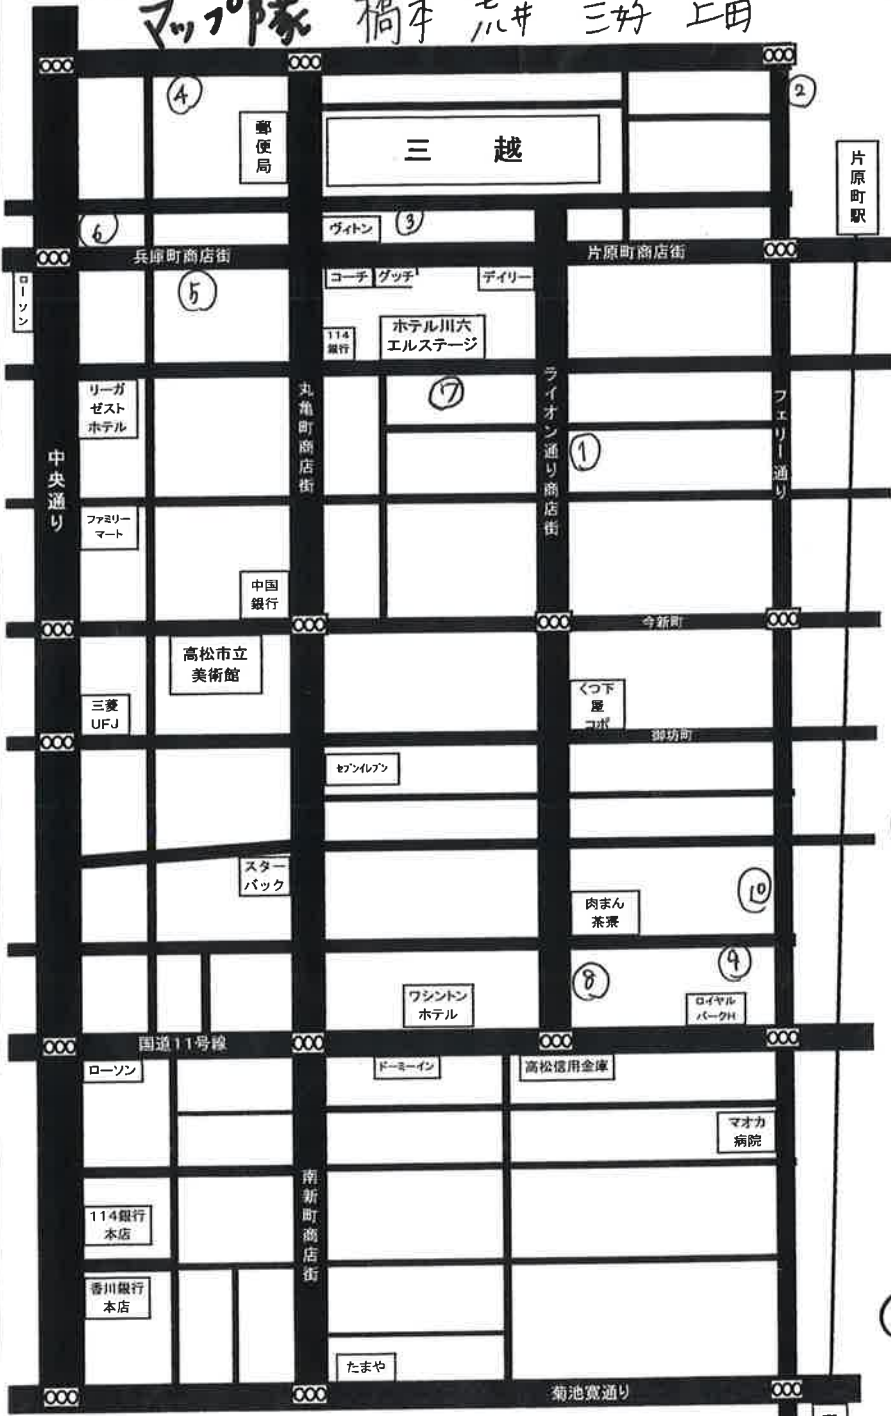 マップ隊 橋本 荒井 三好 上田
④
②
郵便局
三越
片原町駅
⑥
ヴィトン
③
兵庫町商店街
片原町商店街
ローソン
⑤
コーチ
グッチ
デイリー
114
銀行
ホテル川六
エルステージ
リーガ
ゼスト
ホテル
丸亀町商店街
⑦
ライオン通り商店街
フェリー通り
①
中央通り
ファミリー
マート
中国
銀行
今新町
高松市立
美術館
三菱
UFJ
くつ下
屋
コポ
御坊町
セブンイレブン
スター
バック
肉まん
茶寮
⑩
⑧
⑨
ワシントン
ホテル
ロイヤル
パークH
国道11号線
ローソン
ドーミーイン
高松信用金庫
マオカ
病院
南新町商店街
114銀行
本店
香川銀行
本店
たまや
菊池寛通り